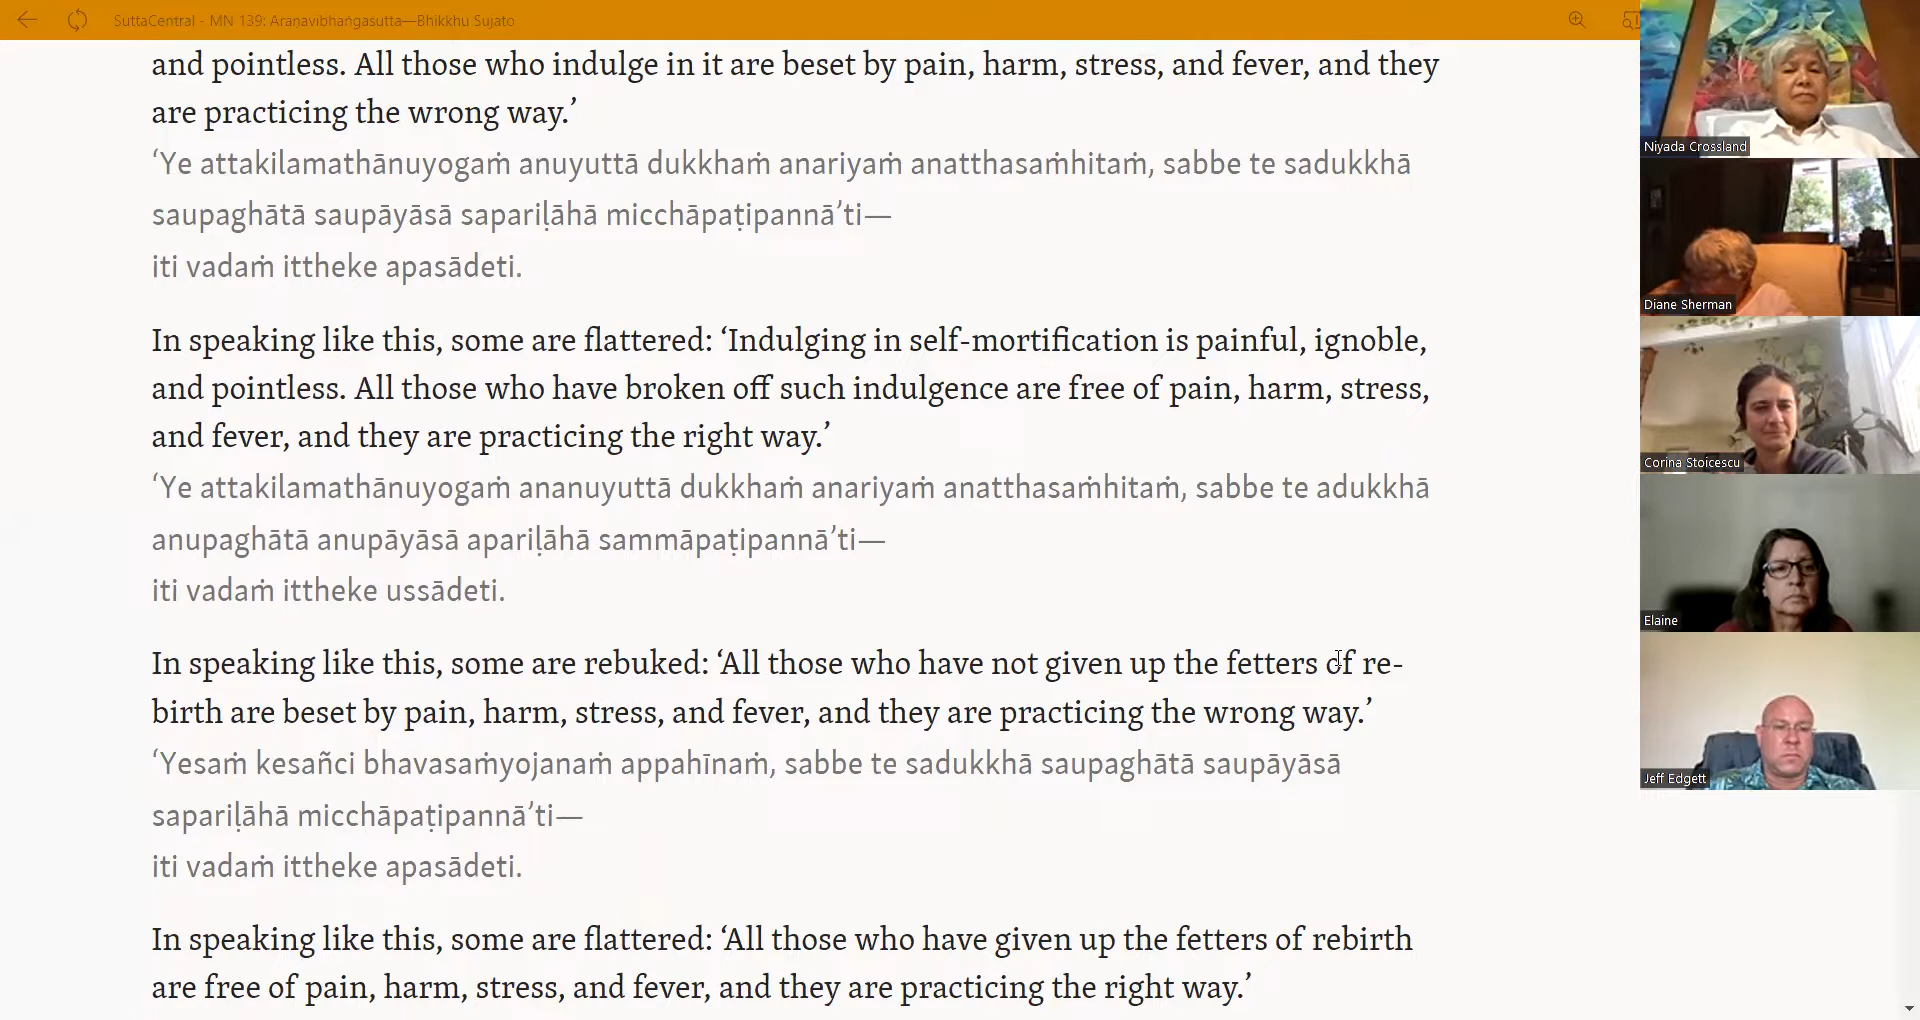 SuttaCentral - MN 139: Araṇavibhaṅgasutta—Bhikkhu Sujato
and pointless. All those who indulge in it are beset by pain, harm, stress, and fever, and they
are practicing the wrong way.’
‘Ye attakilamathānuyogaṁ anuyuttā dukkhaṁ anariyaṁ anatthasaṁhitaṁ, sabbe te sadukkhā
saupaghātā saupāyāsā sapariḷāhā micchāpaṭipannā’ti—
iti vadaṁ ittheke apasādeti.
In speaking like this, some are flattered: ‘Indulging in self-mortification is painful, ignoble,
and pointless. All those who have broken off such indulgence are free of pain, harm, stress,
and fever, and they are practicing the right way.’
‘Ye attakilamathānuyogaṁ ananuyuttā dukkhaṁ anariyaṁ anatthasaṁhitaṁ, sabbe te adukkhā
anupaghātā anupāyāsā apariḷāhā sammāpaṭipannā’ti—
iti vadaṁ ittheke ussādeti.
In speaking like this, some are rebuked: ‘All those who have not given up the fetters of re-
birth are beset by pain, harm, stress, and fever, and they are practicing the wrong way.’
‘Yesaṁ kesañci bhavasaṁyojanaṁ appahīnaṁ, sabbe te sadukkhā saupaghātā saupāyāsā
sapariḷāhā micchāpaṭipannā’ti—
iti vadaṁ ittheke apasādeti.
In speaking like this, some are flattered: ‘All those who have given up the fetters of rebirth
are free of pain, harm, stress, and fever, and they are practicing the right way.’
Niyada Crossland
Diane Sherman
Corina Stoicescu
Elaine
Jeff Edgett